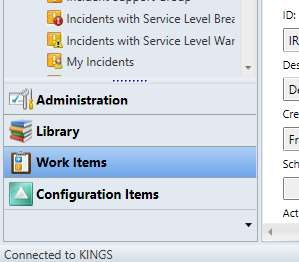 Incidents with Service Level Brea
Incidents with Service Level War
My Incidents
Administration
Library
Work Items
Configuration Items
Connected to KINGS
ID:
IR
Des
De
Cre
Fr
Sch
Act